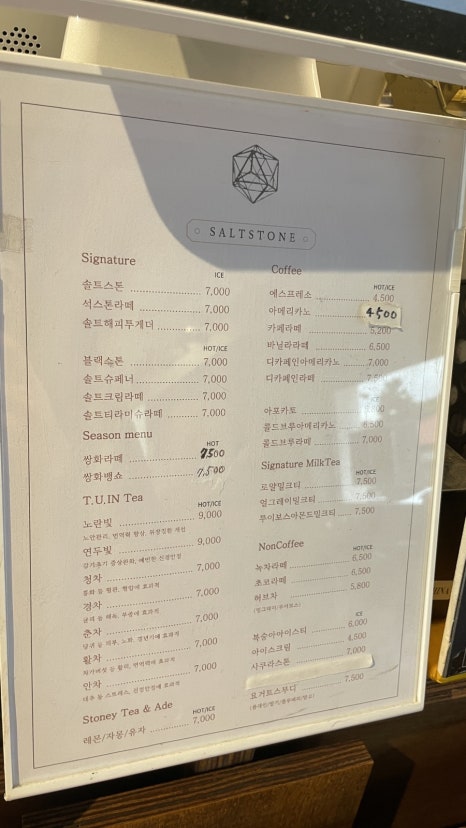 SALTSTONE
Signature
ICE
솔트스톤 7,000
석스톤라떼 7,000
솔트해피투게더 7,000
HOT/ICE
블랙스톤 7,000
솔트슈페너 7,000
솔트크림라떼 7,000
솔트티라미슈라떼 7,000
Season menu
HOT
쌍화라떼 7,500
쌍화뱅쇼 7,500
T.U.IN Tea
HOT/ICE
노란빛 9,000
연두빛 9,000
청차 7,000
경차 7,000
춘차 7,000
활차 7,000
안차 7,000
Stoney Tea & Ade
HOT/ICE
레몬/자몽/유자 7,000
Coffee
HOT/ICE
에스프레소 4,500
아메리카노 4500
카페라떼 5,200
바닐라라떼 6,500
디카페인아메리카노 7,000
디카페인라떼
아포카토
콜드브루아메리카노 6,500
콜드브루라떼 7,000
Signature MilkTea
HOT/ICE
로얄밀크티 7,500
얼그레이밀크티 7,500
루이보스아몬드밀크티 7,500
NonCoffee
HOT/ICE
녹차라떼 6,500
초코라떼 6,500
허브차 5,800
ICE
복숭아아이스티 6,000
아이스크림 4,500
사쿠라스톤 7,000
요거트스무디 7,500